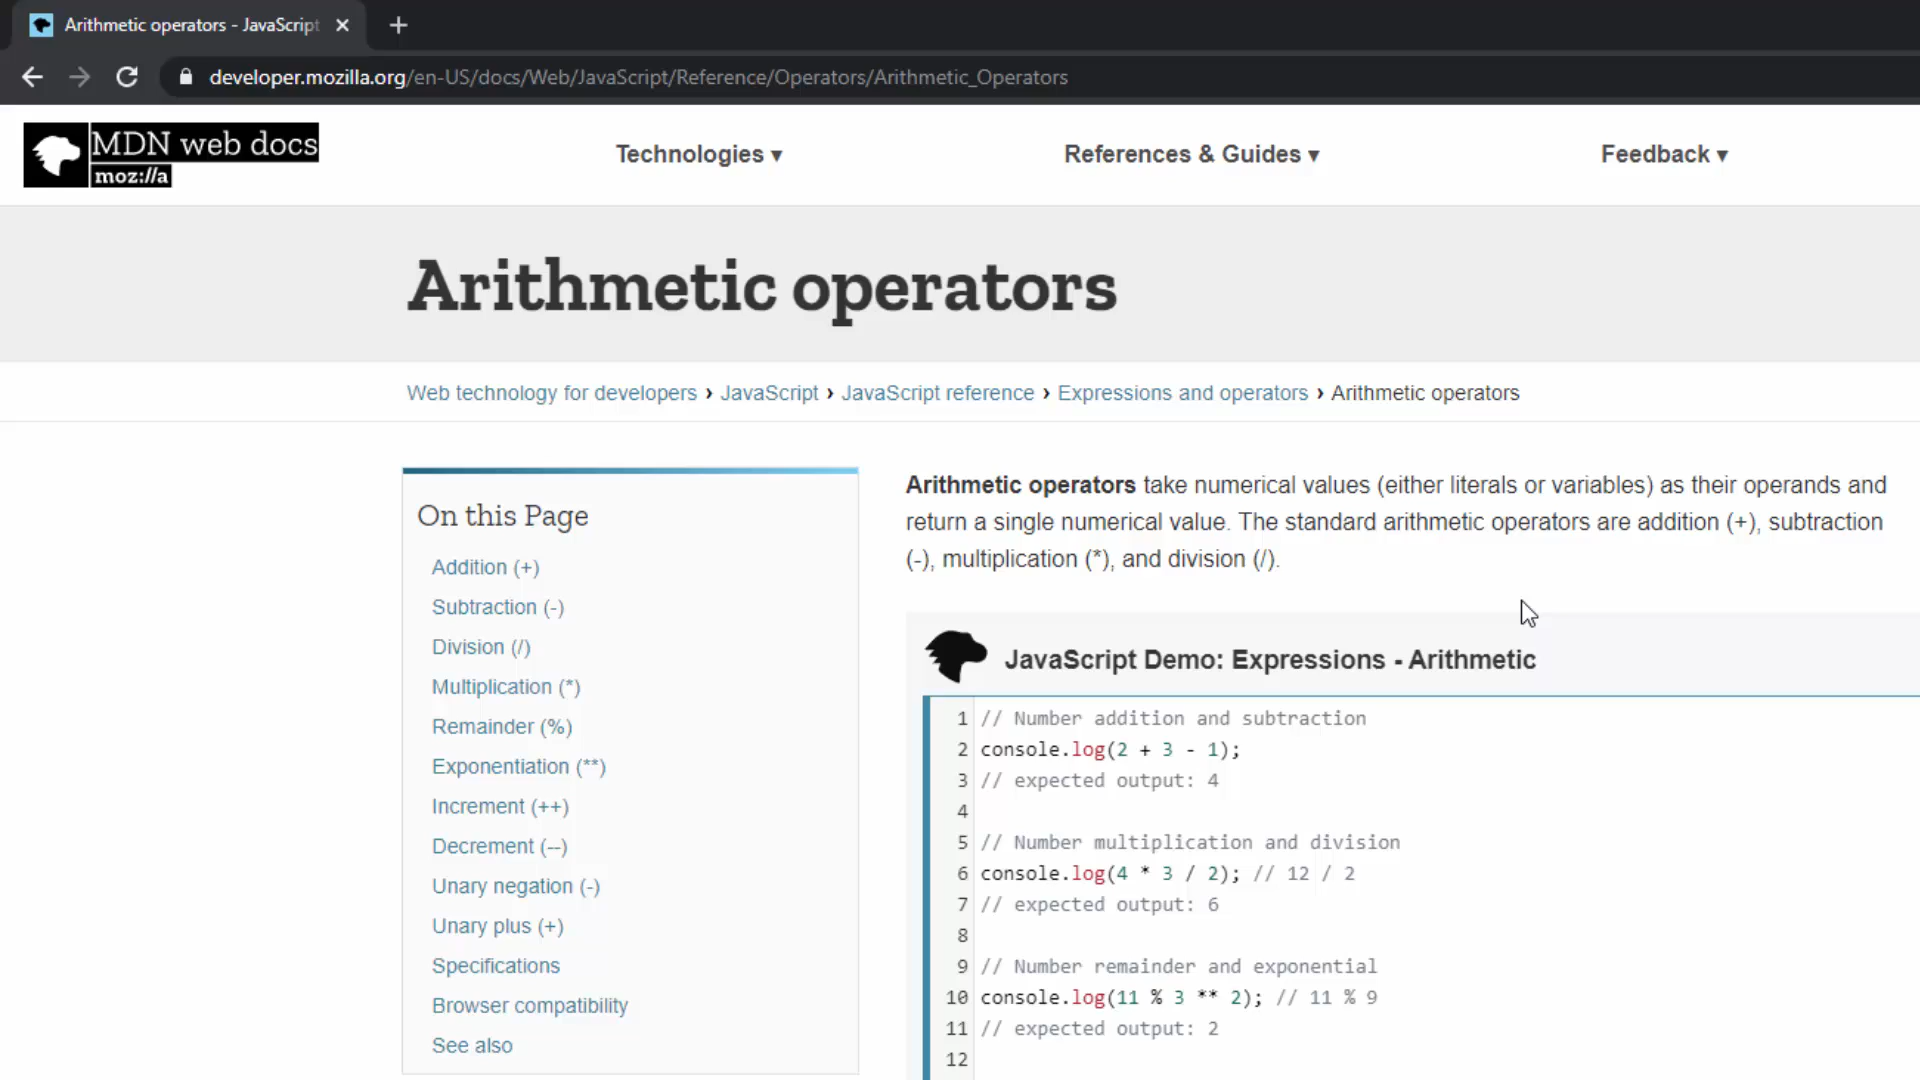 Arithmetic operators - JavaScript
developer.mozilla.org/en-US/docs/Web/JavaScript/Reference/Operators/Arithmetic_Operators
MDN web docs
moz://a
Technologies ▾
References & Guides ▾
Feedback ▾
Arithmetic operators
Web technology for developers › JavaScript › JavaScript reference › Expressions and operators › Arithmetic operators
On this Page
Addition (+)
Subtraction (-)
Division (/)
Multiplication (*)
Remainder (%)
Exponentiation (**)
Increment (++)
Decrement (--)
Unary negation (-)
Unary plus (+)
Specifications
Browser compatibility
See also
Arithmetic operators take numerical values (either literals or variables) as their operands and
return a single numerical value. The standard arithmetic operators are addition (+), subtraction
(-), multiplication (*), and division (/).
JavaScript Demo: Expressions - Arithmetic
1 // Number addition and subtraction
2 console.log(2 + 3 - 1);
3 // expected output: 4
4
5 // Number multiplication and division
6 console.log(4 * 3 / 2); // 12 / 2
7 // expected output: 6
8
9 // Number remainder and exponential
10 console.log(11 % 3 ** 2); // 11 % 9
11 // expected output: 2
12